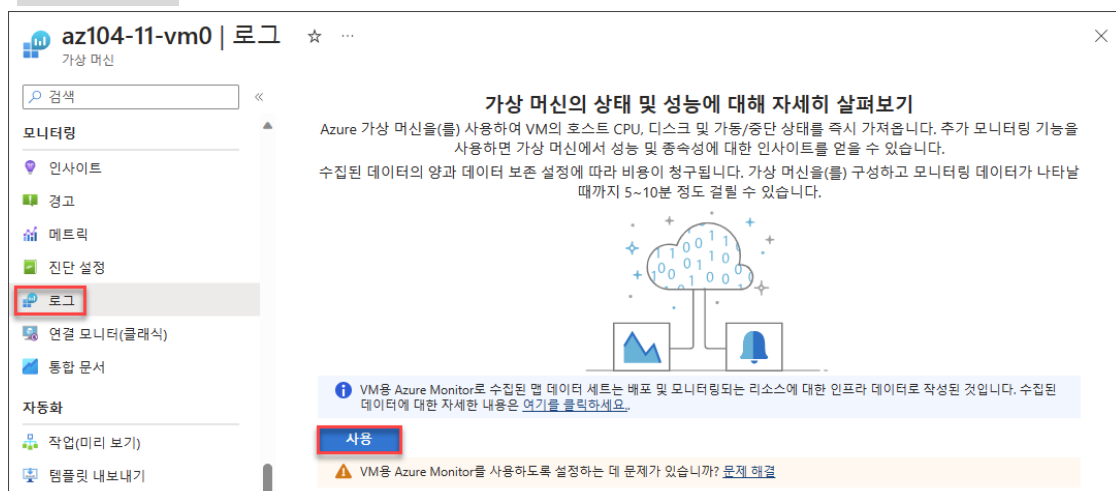 az104-11-vm0 | 로그
가상 머신
검색
모니터링
인사이트
경고
메트릭
진단 설정
로그
연결 모니터(클래식)
통합 문서
자동화
작업(미리 보기)
템플릿 내보내기
가상 머신의 상태 및 성능에 대해 자세히 살펴보기
Azure 가상 머신을(를) 사용하여 VM의 호스트 CPU, 디스크 및 가동/중단 상태를 즉시 가져옵니다. 추가 모니터링 기능을
사용하면 가상 머신에서 성능 및 종속성에 대한 인사이트를 얻을 수 있습니다.
수집된 데이터의 양과 데이터 보존 설정에 따라 비용이 청구됩니다. 가상 머신을(를) 구성하고 모니터링 데이터가 나타날
때까지 5~10분 정도 걸릴 수 있습니다.
VM용 Azure Monitor로 수집된 맵 데이터 세트는 배포 및 모니터링되는 리소스에 대한 인프라 데이터로 작성된 것입니다. 수집된
데이터에 대한 자세한 내용은 여기를 클릭하세요..
사용
VM용 Azure Monitor를 사용하도록 설정하는 데 문제가 있습니까? 문제 해결